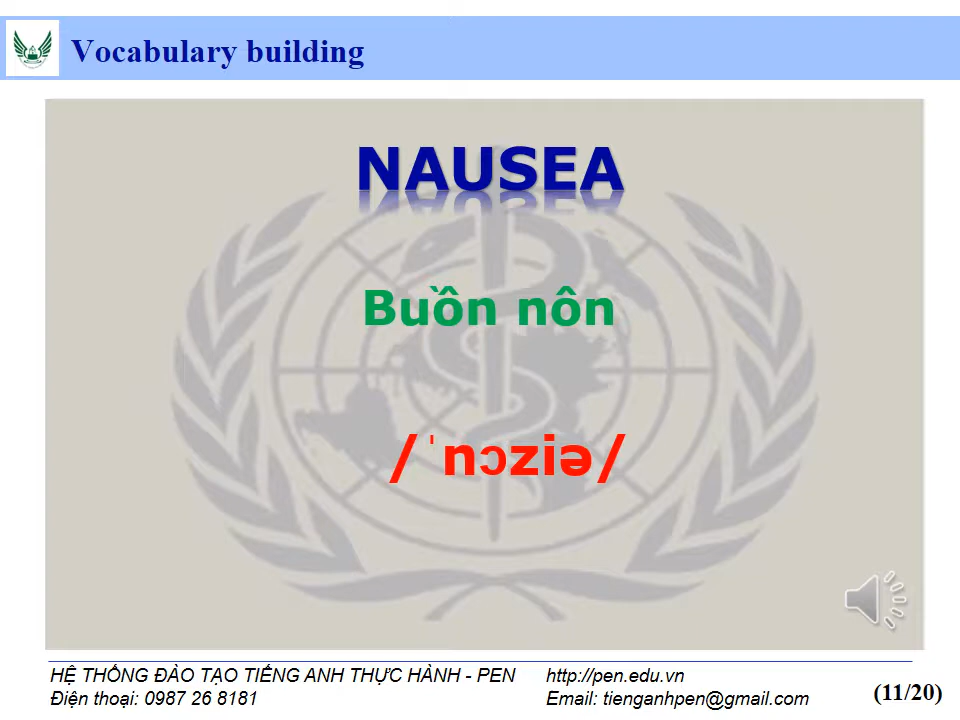 Vocabulary building
NAUSEA
Buồn nôn
/ˈnɔziə/
HỆ THỐNG ĐÀO TẠO TIẾNG ANH THỰC HÀNH - PEN
http://pen.edu.vn
Điện thoại: 0987 26 8181
Email: tienganhpen@gmail.com
(11/20)